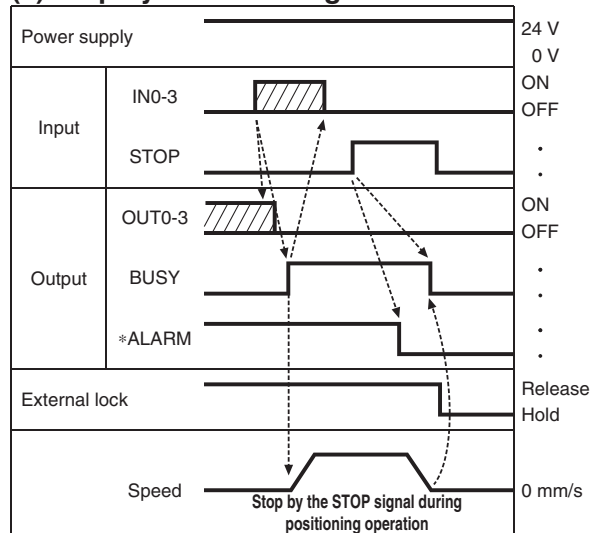 Power supply
24 V
0 V
Input
IN0-3
ON
OFF
STOP
Output
OUT0-3
ON
OFF
BUSY
*ALARM
External lock
Release
Hold
Speed
0 mm/s
Stop by the STOP signal during
positioning operation